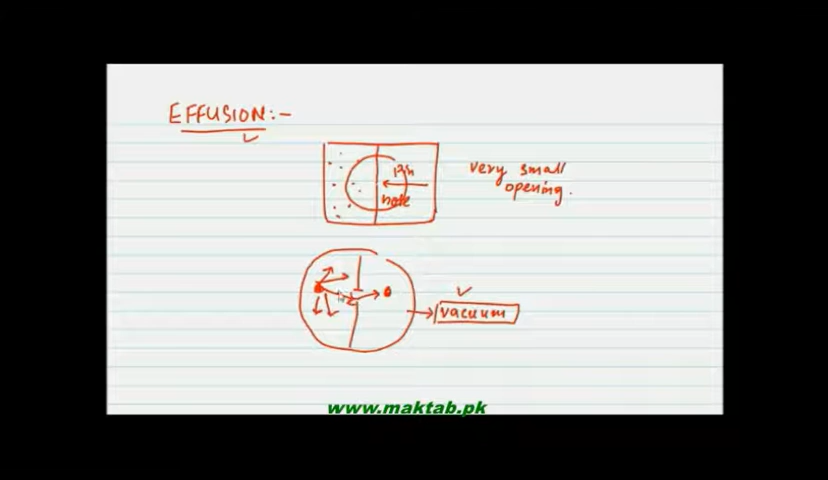 EFFUSION:-
Pin
hole
very small
opening.
vacuum
www.maktab.pk